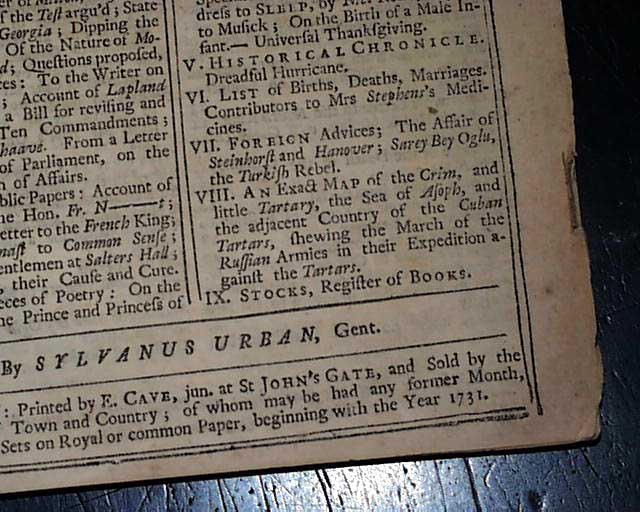 of the Test argu'd; State
Georgia; Dipping the
Of the Nature of Mo-
d; Questions proposed,
ces: To the Writer on
; Account of Lapland
a Bill for revising and
Ten Commandments;
haave. From a Letter
of Parliament, on the
n of Affairs.
blic Papers: Account of
he Hon. Fr. N——t;
etter to the French King;
nast to Common Sense;
entlemen at Salters Hall;
, their Cause and Cure.
eces of Poetry: On the
he Prince and Princess of
dress to SLEEP, by
to Musick; On the Birth of a Male In-
fant.— Universal Thanksgiving.
V. HISTORICAL CHRONICLE.
Dreadful Hurricane.
VI. LIST of Births, Deaths, Marriages.
Contributors to Mrs Stephens's Medi-
cines.
VII. FOREIGN Advices; The Affair of
Steinhorst and Hanover; Sarey Bey Oglu,
the Turkish Rebel.
VIII. AN Exact MAP of the Crim, and
little Tartary, the Sea of Asoph, and
the adjacent Country of the Cuban
Tartars, shewing the March of the
Russian Armies in their Expedition a-
gainst the Tartars.
IX. STOCKS, Register of BOOKS.
By SYLVANUS URBAN, Gent.
: Printed by E. CAVE, jun. at St JOHN's GATE, and Sold by the
Town and Country; of whom may be had any former Month,
Sets on Royal or common Paper, beginning with the Year 1731.